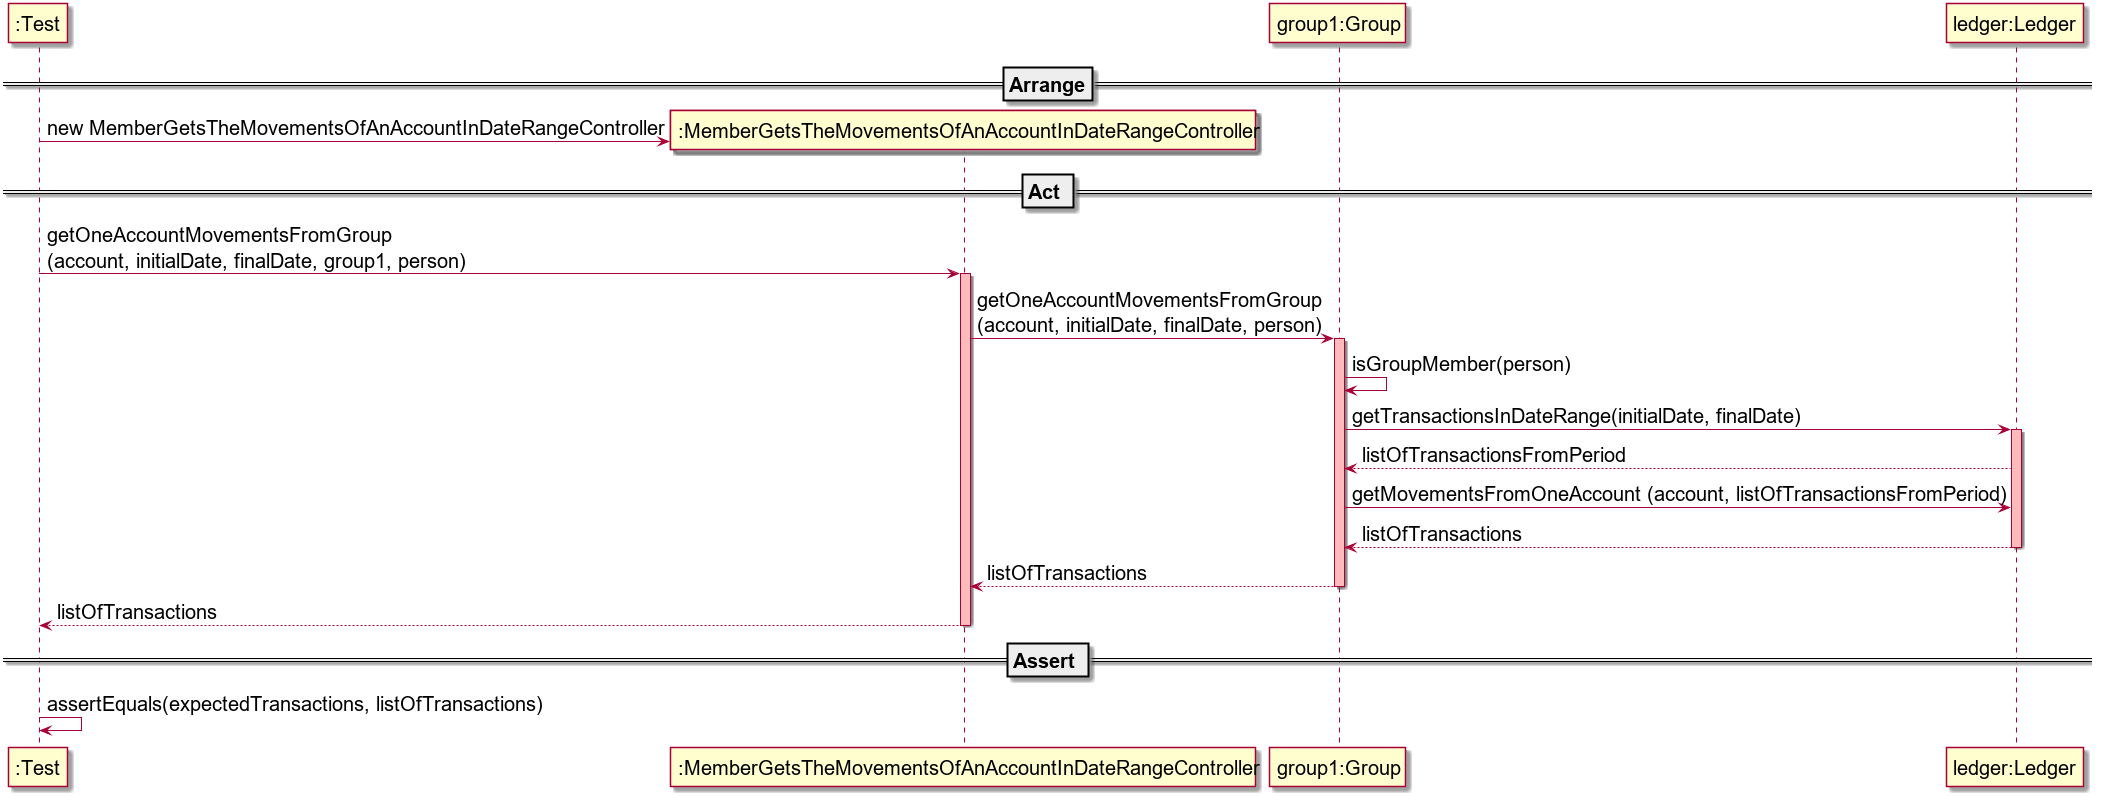 :Test
group1:Group
ledger:Ledger
Arrange
new MemberGetsTheMovementsOfAnAccountInDateRangeController
:MemberGetsTheMovementsOfAnAccountInDateRangeController
Act
getOneAccountMovementsFromGroup
(account, initialDate, finalDate, group1, person)
getOneAccountMovementsFromGroup
(account, initialDate, finalDate, person)
isGroupMember(person)
getTransactionsInDateRange(initialDate, finalDate)
listOfTransactionsFromPeriod
getMovementsFromOneAccount (account, listOfTransactionsFromPeriod)
listOfTransactions
listOfTransactions
listOfTransactions
Assert
assertEquals(expectedTransactions, listOfTransactions)
:Test
:MemberGetsTheMovementsOfAnAccountInDateRangeController
group1:Group
ledger:Ledger